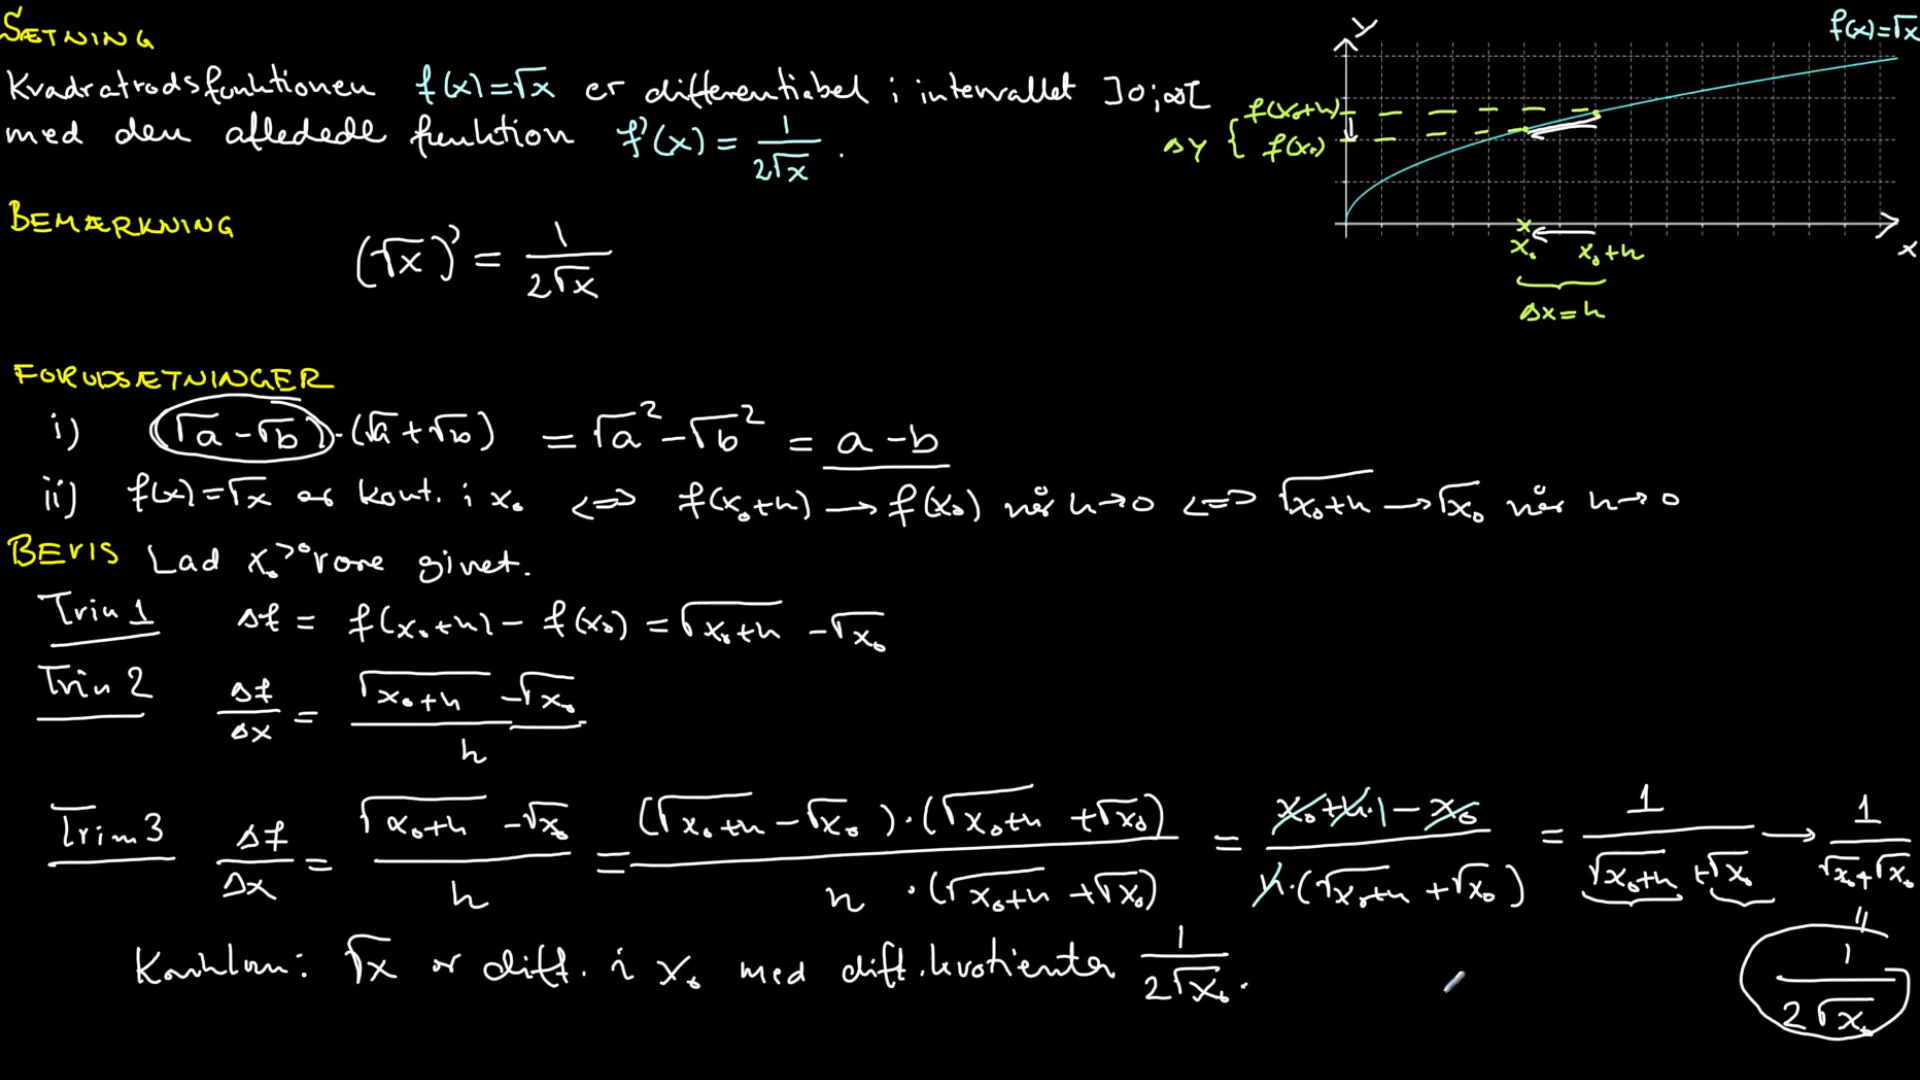 SÆTNING
Kvadratrodsfunktionen f(x)=√x er differentiabel i intervallet ]0;∞[
med den afledede funktion f'(x) = 1/(2√x) .
BEMÆRKNING
(√x)' = 1/(2√x)
f(x)=√x
y
f(x₀+h)
Δy { f(x₀)
x
x₀ x₀+h
Δx=h
FORUDSÆTNINGER
i) (√a-√b)·(√a+√b) = √a²-√b² = a-b
ii) f(x)=√x er kont. i x₀ <=> f(x₀+h) → f(x₀) når h→0 <=> √(x₀+h) → √x₀ når h→0
BEVIS Lad x₀>0 være givet.
Trin 1 Δf = f(x₀+h) - f(x₀) = √(x₀+h) - √x₀
Trin 2 Δf/Δx = (√(x₀+h) - √x₀)/h
Trin 3 Δf/Δx = (√(x₀+h) - √x₀)/h = ((√(x₀+h) - √x₀)·(√(x₀+h) + √x₀))/(h·(√(x₀+h) + √x₀)) = (x₀+h·1-x₀)/(h·(√(x₀+h) + √x₀)) = 1/(√(x₀+h) + √x₀) → 1/(√x₀+√x₀)
"
1/(2√x₀)
Konklusion: √x er diff. i x₀ med diff.kvotienten 1/(2√x₀).